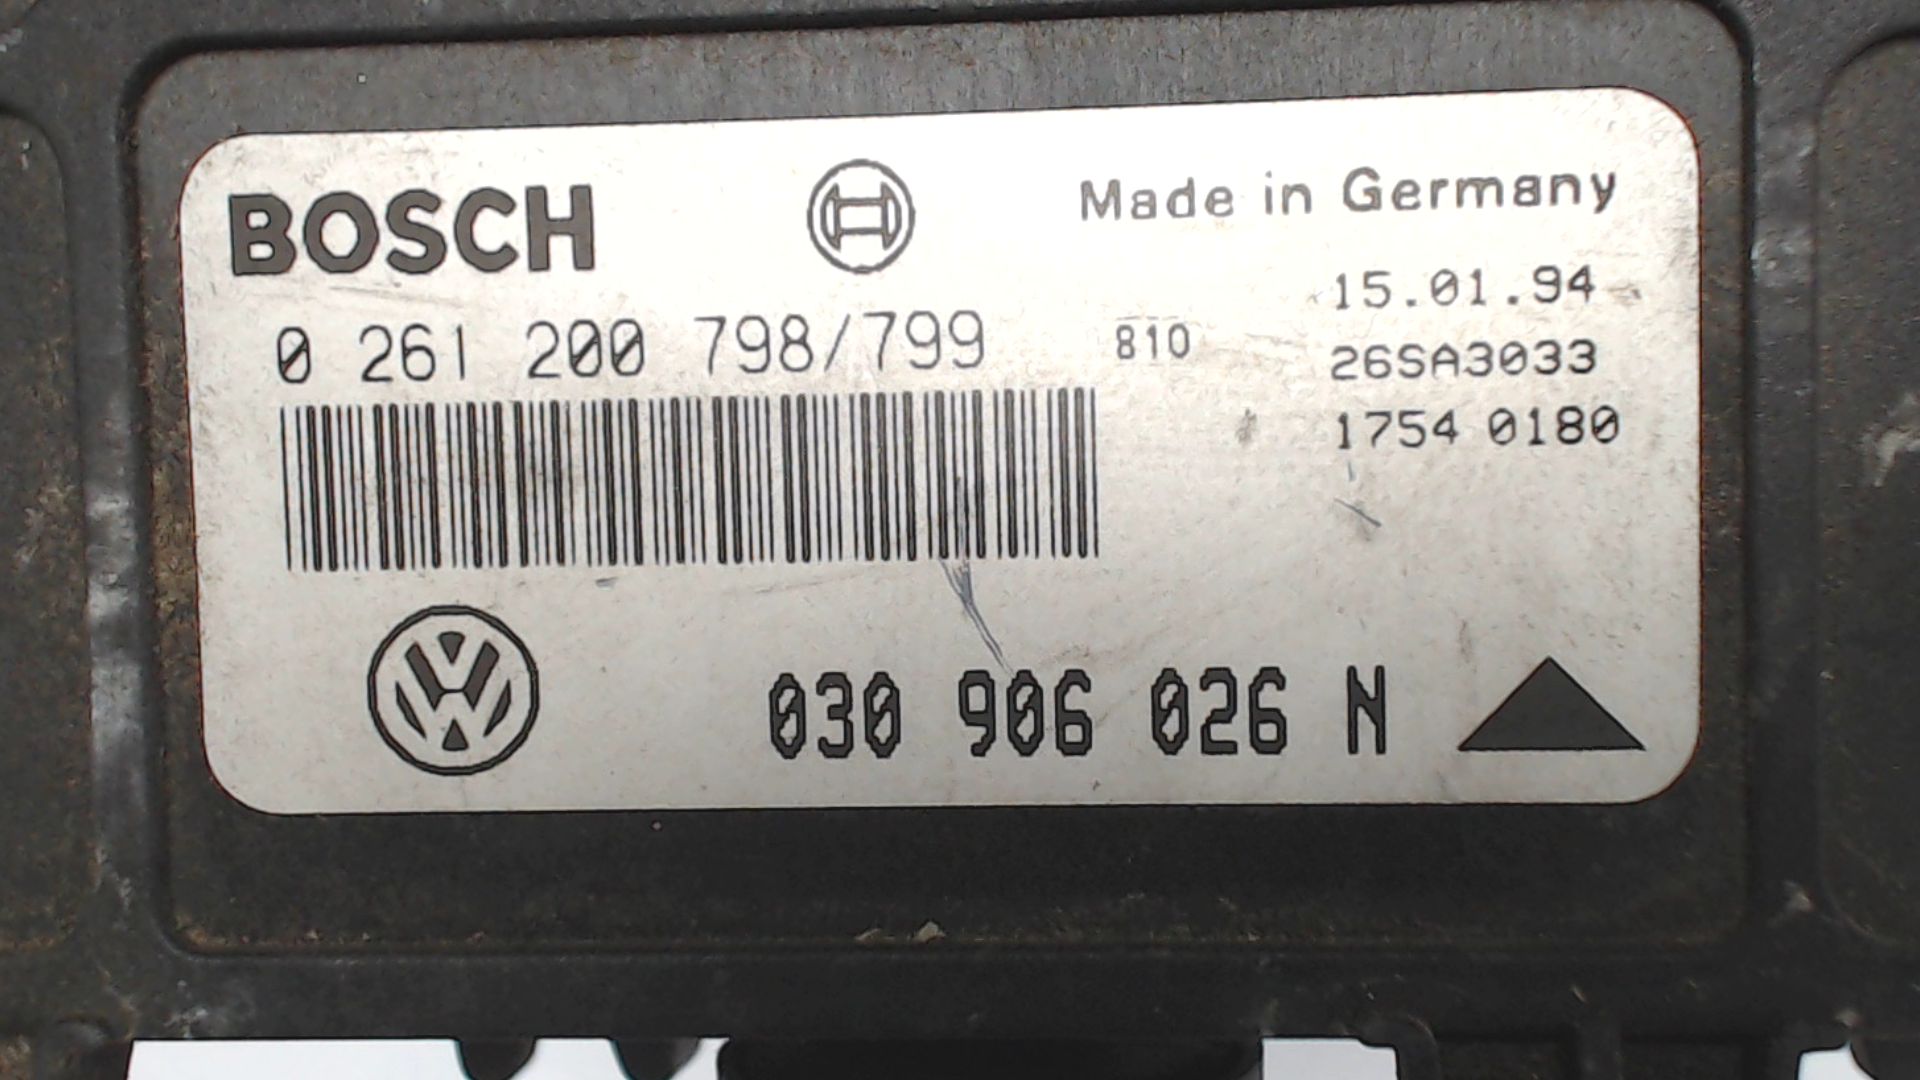 BOSCH
Made in Germany
15.01.94
0 261 200 798/799
810
26SA3033
1754 0180
030 906 026 N